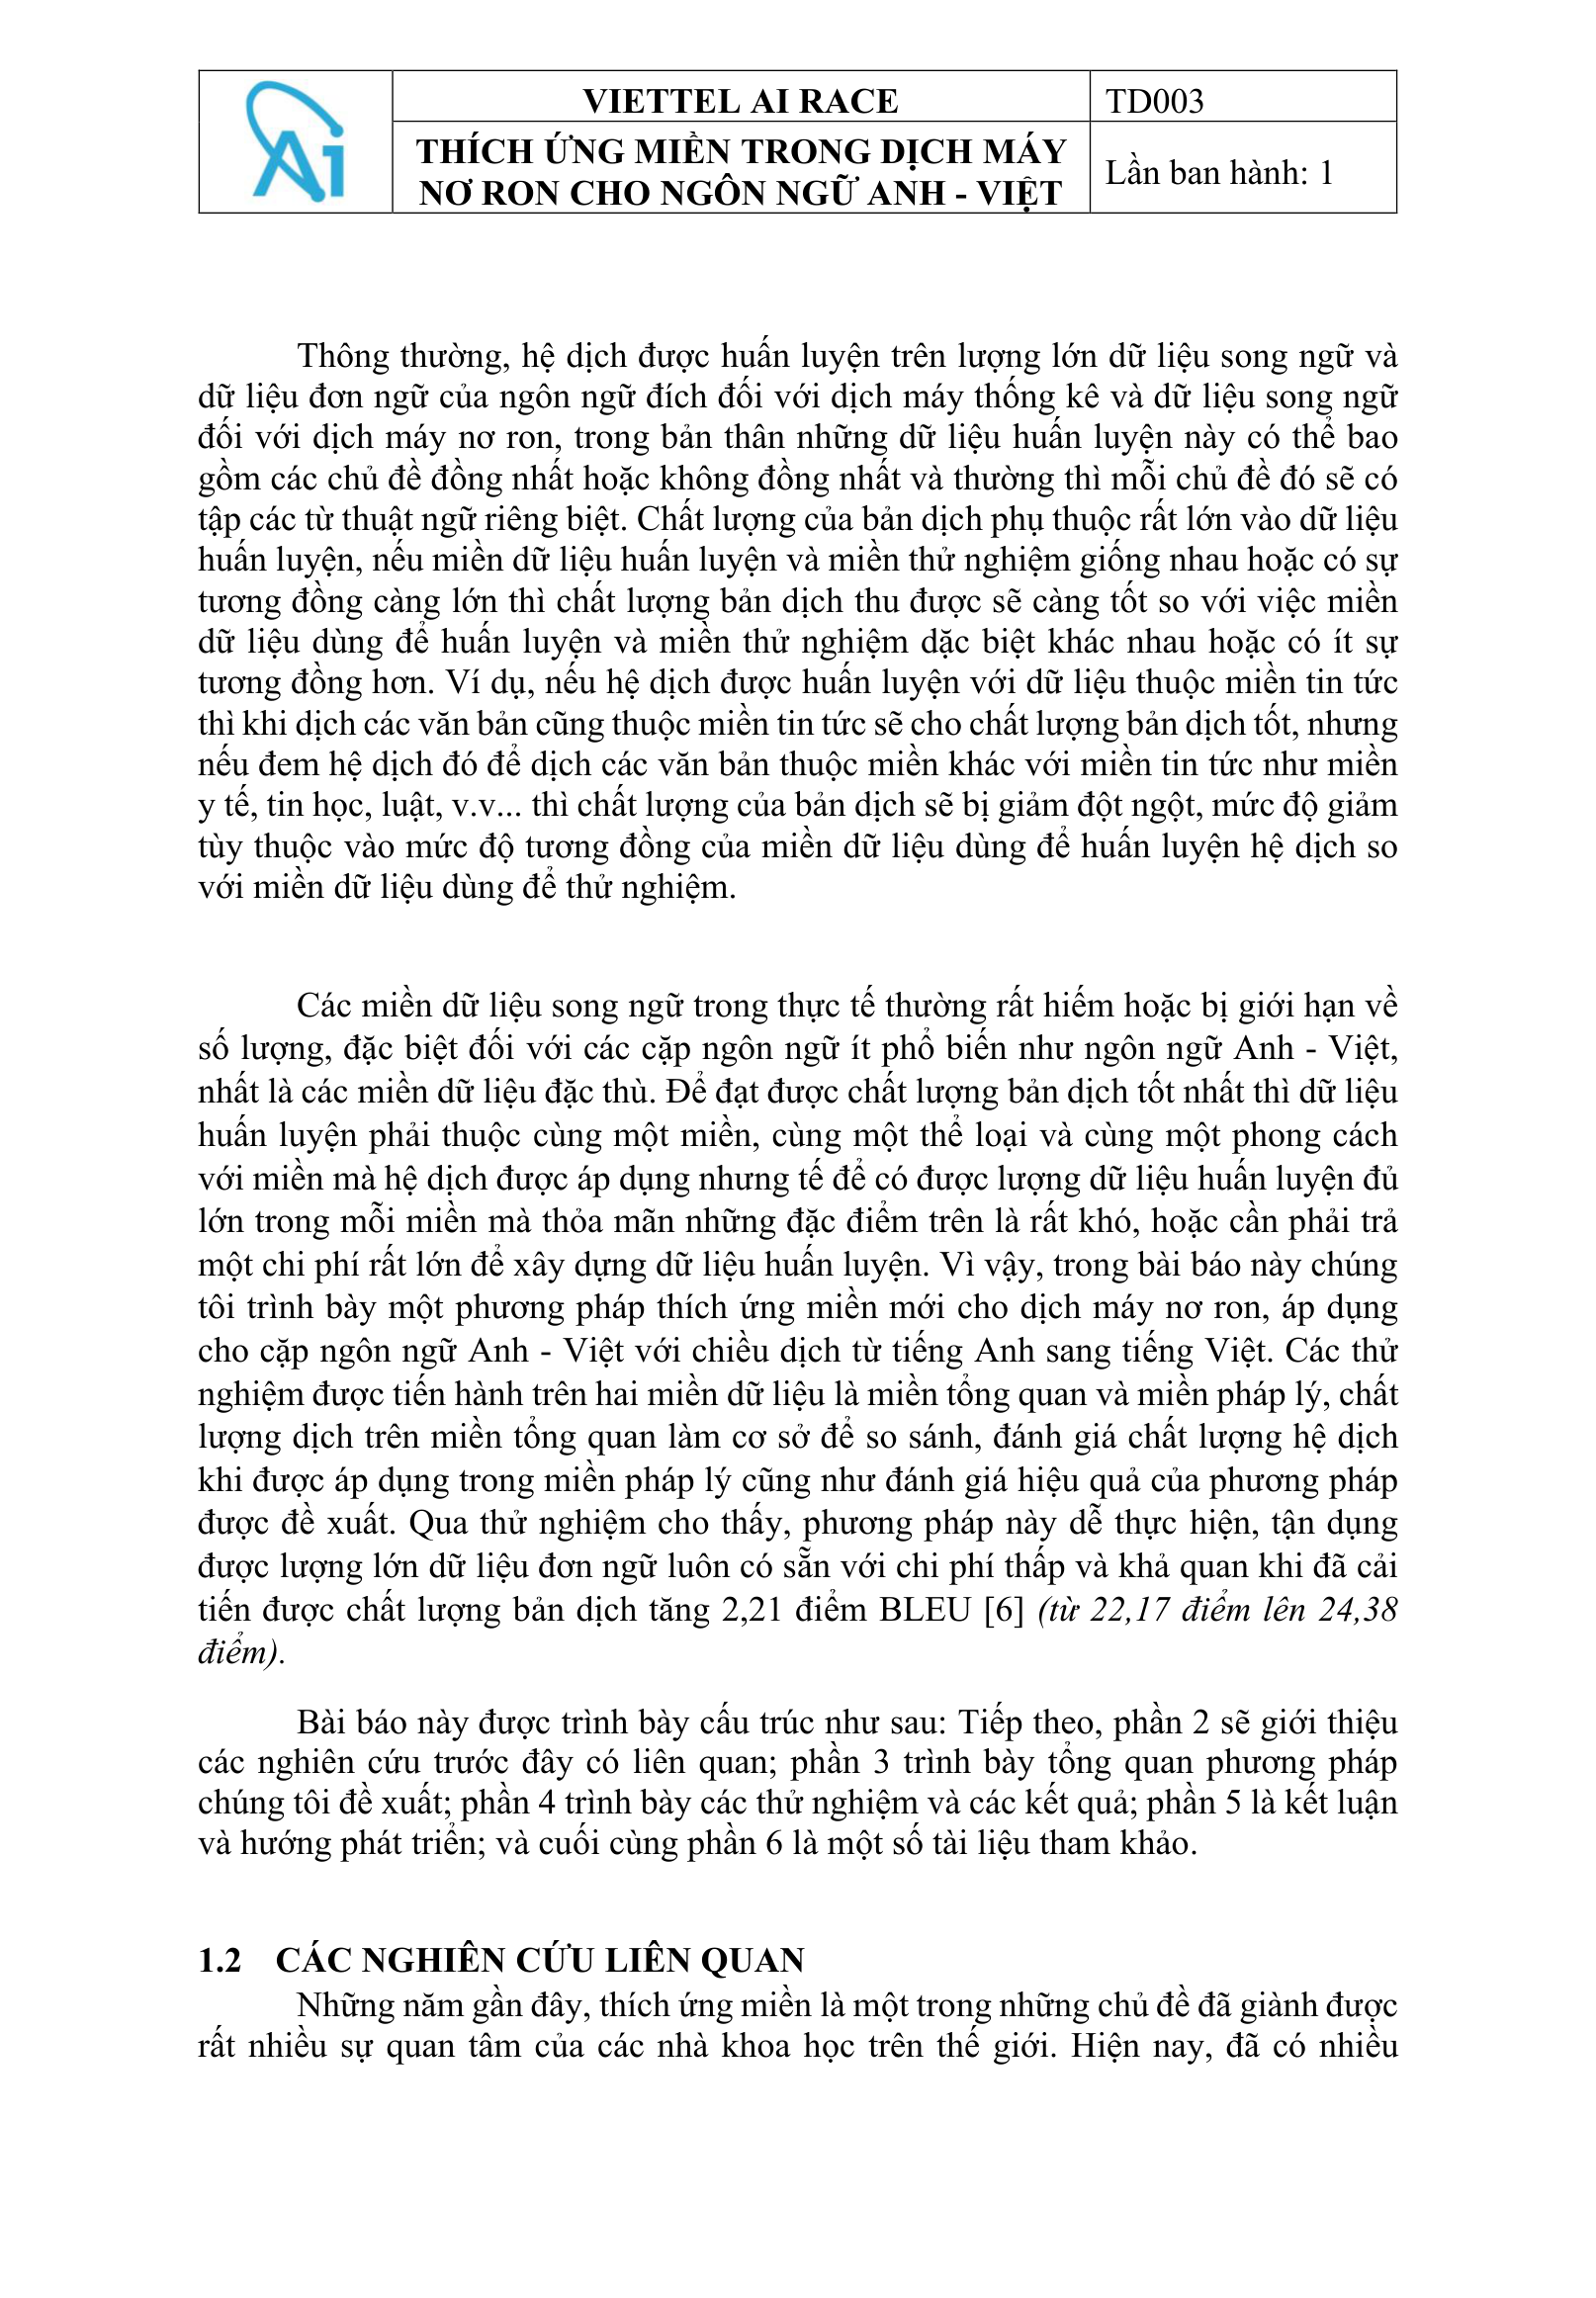 Ai
VIETTEL AI RACE
TD003
THÍCH ỨNG MIỀN TRONG DỊCH MÁY
NƠ RON CHO NGÔN NGỮ ANH - VIỆT
Lần ban hành: 1
Thông thường, hệ dịch được huấn luyện trên lượng lớn dữ liệu song ngữ và
dữ liệu đơn ngữ của ngôn ngữ đích đối với dịch máy thống kê và dữ liệu song ngữ
đối với dịch máy nơ ron, trong bản thân những dữ liệu huấn luyện này có thể bao
gồm các chủ đề đồng nhất hoặc không đồng nhất và thường thì mỗi chủ đề đó sẽ có
tập các từ thuật ngữ riêng biệt. Chất lượng của bản dịch phụ thuộc rất lớn vào dữ liệu
huấn luyện, nếu miền dữ liệu huấn luyện và miền thử nghiệm giống nhau hoặc có sự
tương đồng càng lớn thì chất lượng bản dịch thu được sẽ càng tốt so với việc miền
dữ liệu dùng để huấn luyện và miền thử nghiệm dặc biệt khác nhau hoặc có ít sự
tương đồng hơn. Ví dụ, nếu hệ dịch được huấn luyện với dữ liệu thuộc miền tin tức
thì khi dịch các văn bản cũng thuộc miền tin tức sẽ cho chất lượng bản dịch tốt, nhưng
nếu đem hệ dịch đó để dịch các văn bản thuộc miền khác với miền tin tức như miền
y tế, tin học, luật, v.v... thì chất lượng của bản dịch sẽ bị giảm đột ngột, mức độ giảm
tùy thuộc vào mức độ tương đồng của miền dữ liệu dùng để huấn luyện hệ dịch so
với miền dữ liệu dùng để thử nghiệm.
Các miền dữ liệu song ngữ trong thực tế thường rất hiếm hoặc bị giới hạn về
số lượng, đặc biệt đối với các cặp ngôn ngữ ít phổ biến như ngôn ngữ Anh - Việt,
nhất là các miền dữ liệu đặc thù. Để đạt được chất lượng bản dịch tốt nhất thì dữ liệu
huấn luyện phải thuộc cùng một miền, cùng một thể loại và cùng một phong cách
với miền mà hệ dịch được áp dụng nhưng tế để có được lượng dữ liệu huấn luyện đủ
lớn trong mỗi miền mà thỏa mãn những đặc điểm trên là rất khó, hoặc cần phải trả
một chi phí rất lớn để xây dựng dữ liệu huấn luyện. Vì vậy, trong bài báo này chúng
tôi trình bày một phương pháp thích ứng miền mới cho dịch máy nơ ron, áp dụng
cho cặp ngôn ngữ Anh - Việt với chiều dịch từ tiếng Anh sang tiếng Việt. Các thử
nghiệm được tiến hành trên hai miền dữ liệu là miền tổng quan và miền pháp lý, chất
lượng dịch trên miền tổng quan làm cơ sở để so sánh, đánh giá chất lượng hệ dịch
khi được áp dụng trong miền pháp lý cũng như đánh giá hiệu quả của phương pháp
được đề xuất. Qua thử nghiệm cho thấy, phương pháp này dễ thực hiện, tận dụng
được lượng lớn dữ liệu đơn ngữ luôn có sẵn với chi phí thấp và khả quan khi đã cải
tiến được chất lượng bản dịch tăng 2,21 điểm BLEU [6] (từ 22,17 điểm lên 24,38
điểm).
Bài báo này được trình bày cấu trúc như sau: Tiếp theo, phần 2 sẽ giới thiệu
các nghiên cứu trước đây có liên quan; phần 3 trình bày tổng quan phương pháp
chúng tôi đề xuất; phần 4 trình bày các thử nghiệm và các kết quả; phần 5 là kết luận
và hướng phát triển; và cuối cùng phần 6 là một số tài liệu tham khảo.
1.2 CÁC NGHIÊN CỨU LIÊN QUAN
Những năm gần đây, thích ứng miền là một trong những chủ đề đã giành được
rất nhiều sự quan tâm của các nhà khoa học trên thế giới. Hiện nay, đã có nhiều